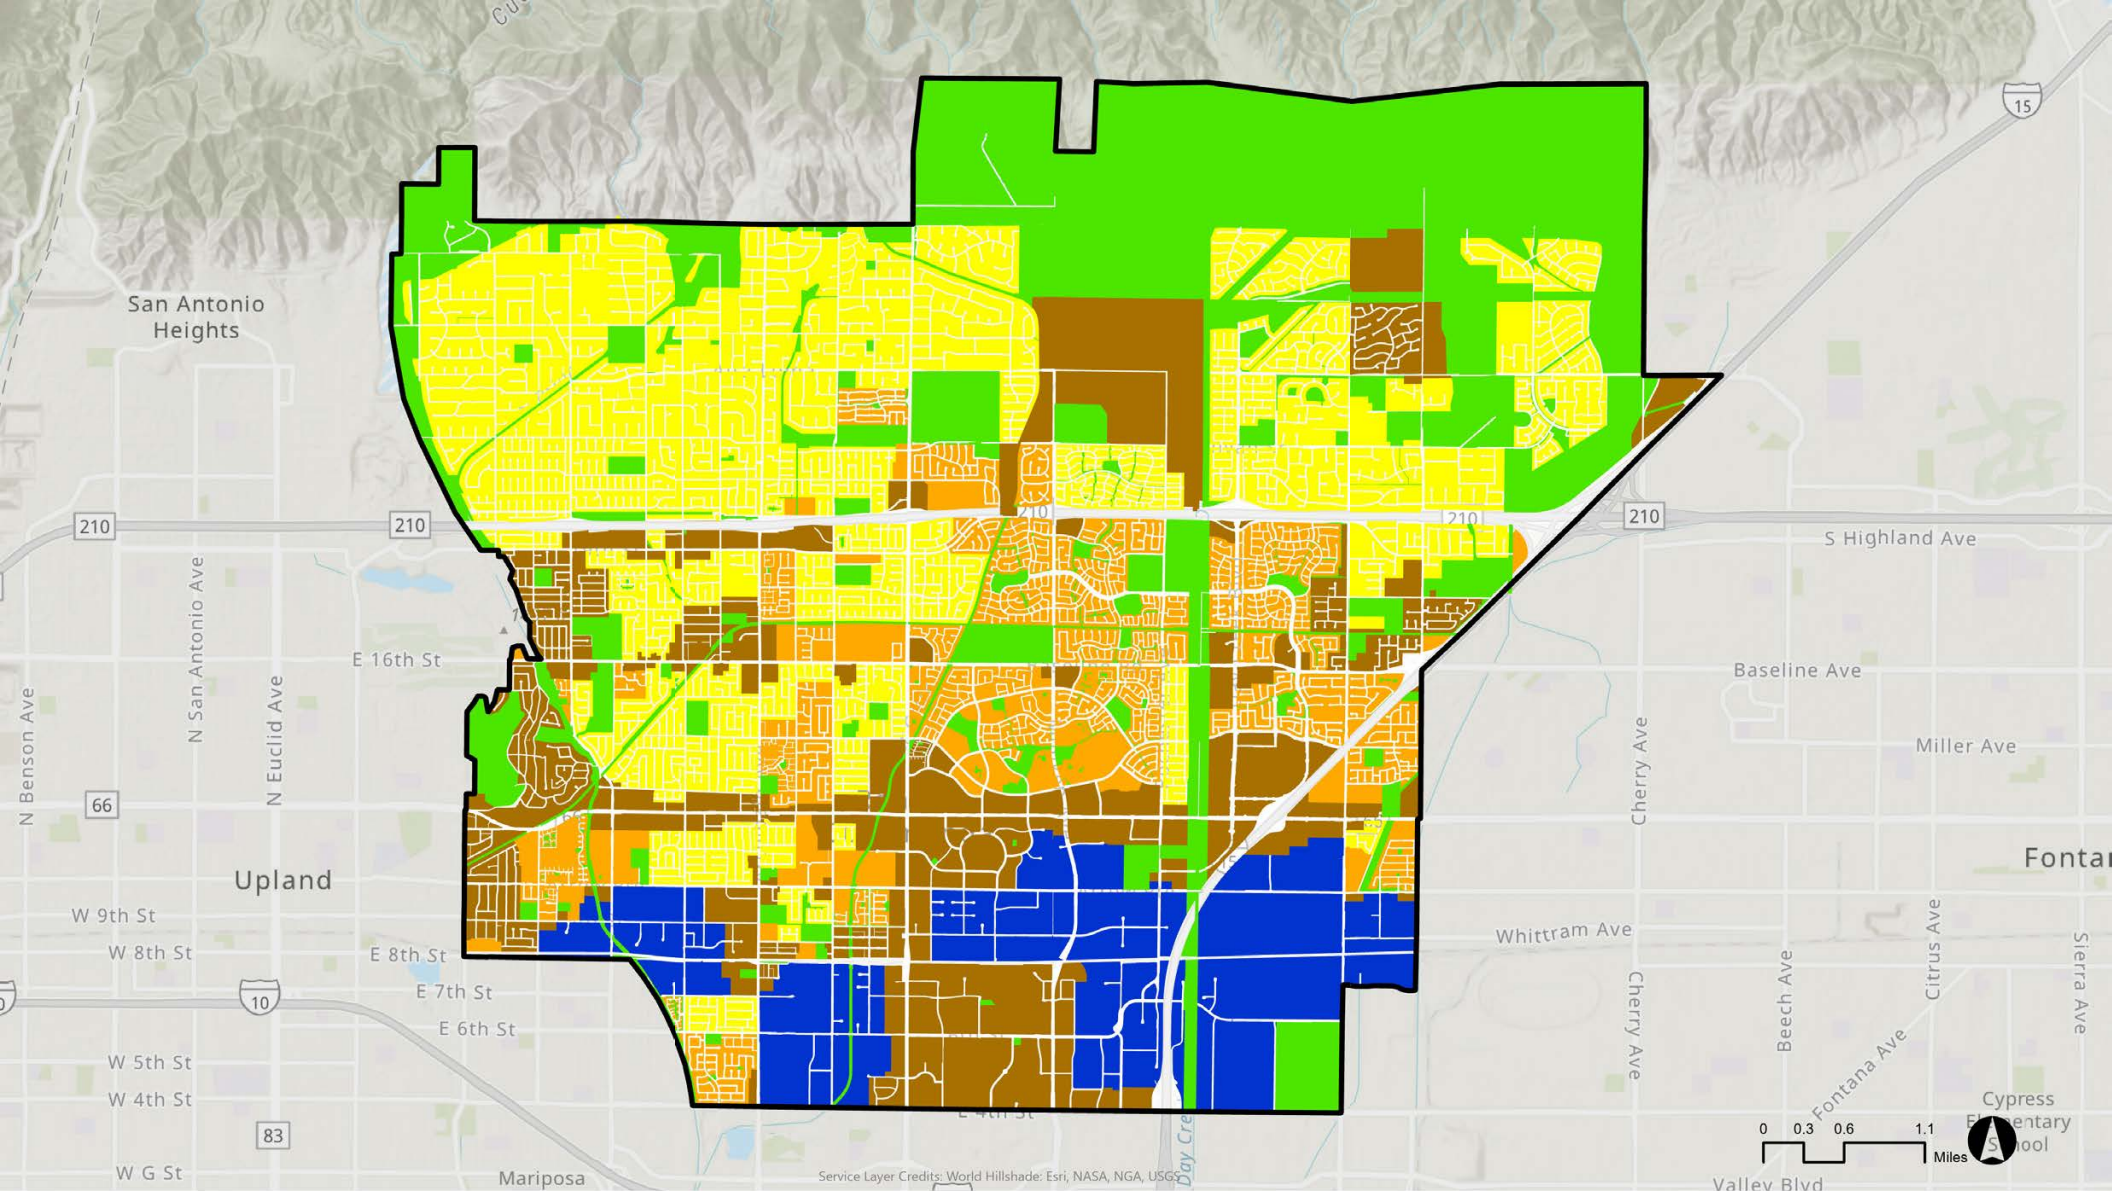 15
San Antonio
Heights
210
210
210
210
210
S Highland Ave
N San Antonio Ave
N Euclid Ave
N Benson Ave
E 16th St
Baseline Ave
Miller Ave
Cherry Ave
66
Upland
Fontan
W 9th St
W 8th St
E 8th St
Whittram Ave
Citrus Ave
Sierra Ave
10
E 7th St
E 6th St
W 5th St
W 4th St
E 4th St
Cherry Ave
Beech Ave
Fontana Ave
83
Cypress
School
0 0.3 0.6 1.1
Miles
W G St
Mariposa
Service Layer Credits: World Hillshade: Esri, NASA, NGA, USGS
Day Cre
Valley Blvd